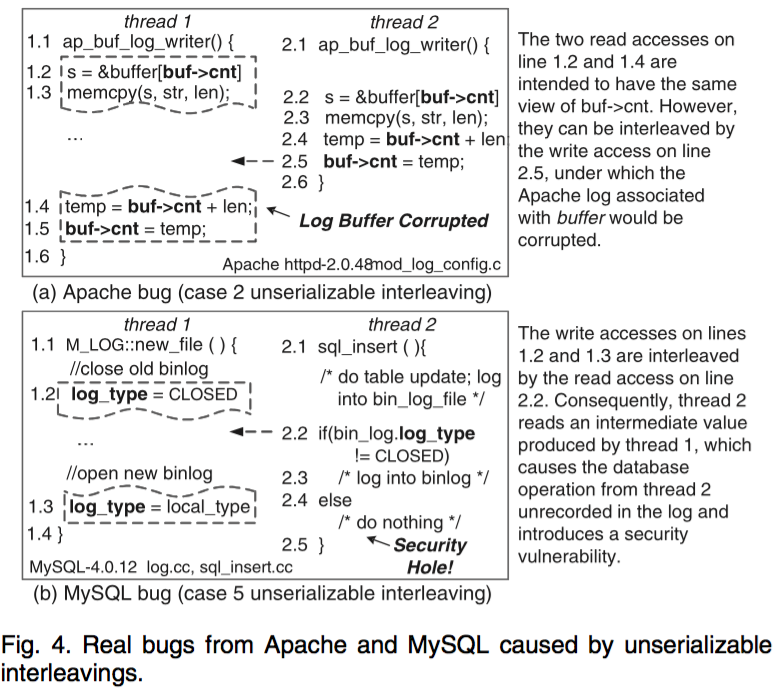 thread 1
1.1 ap_buf_log_writer() {
1.2 s = &buffer[buf->cnt]
1.3 memcpy(s, str, len);
...
1.4 temp = buf->cnt + len;
1.5 buf->cnt = temp;
1.6 }
thread 2
2.1 ap_buf_log_writer() {
2.2 s = &buffer[buf->cnt]
2.3 memcpy(s, str, len);
2.4 temp = buf->cnt + len
2.5 buf->cnt = temp;
2.6 }
Log Buffer Corrupted
Apache httpd-2.0.48mod_log_config.c
The two read accesses on
line 1.2 and 1.4 are
intended to have the same
view of buf->cnt. However,
they can be interleaved by
the write access on line
2.5, under which the
Apache log associated
with buffer would be
corrupted.
(a) Apache bug (case 2 unserializable interleaving)
thread 1
1.1 M_LOG::new_file ( ) {
//close old binlog
1.2 log_type = CLOSED
...
//open new binlog
1.3 log_type = local_type
1.4 }
thread 2
2.1 sql_insert ( ){
/* do table update; log
into bin_log_file */
2.2 if(bin_log.log_type
!= CLOSED)
2.3 /* log into binlog */
2.4 else
/* do nothing */
2.5 }
Security
Hole!
MySQL-4.0.12 log.cc, sql_insert.cc
The write accesses on lines
1.2 and 1.3 are interleaved
by the read access on line
2.2. Consequently, thread 2
reads an intermediate value
produced by thread 1, which
causes the database
operation from thread 2
unrecorded in the log and
introduces a security
vulnerability.
(b) MySQL bug (case 5 unserializable interleaving)
Fig. 4. Real bugs from Apache and MySQL caused by unserializable
interleavings.